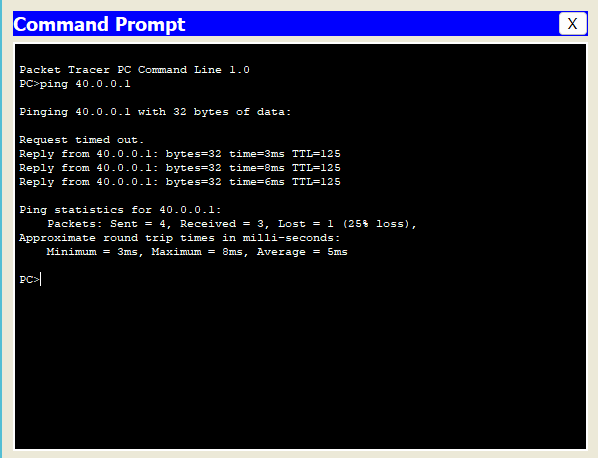 Command Prompt
X
Packet Tracer PC Command Line 1.0
PC>ping 40.0.0.1
Pinging 40.0.0.1 with 32 bytes of data:
Request timed out.
Reply from 40.0.0.1: bytes=32 time=3ms TTL=125
Reply from 40.0.0.1: bytes=32 time=8ms TTL=125
Reply from 40.0.0.1: bytes=32 time=6ms TTL=125
Ping statistics for 40.0.0.1:
Packets: Sent = 4, Received = 3, Lost = 1 (25% loss),
Approximate round trip times in milli-seconds:
Minimum = 3ms, Maximum = 8ms, Average = 5ms
PC>